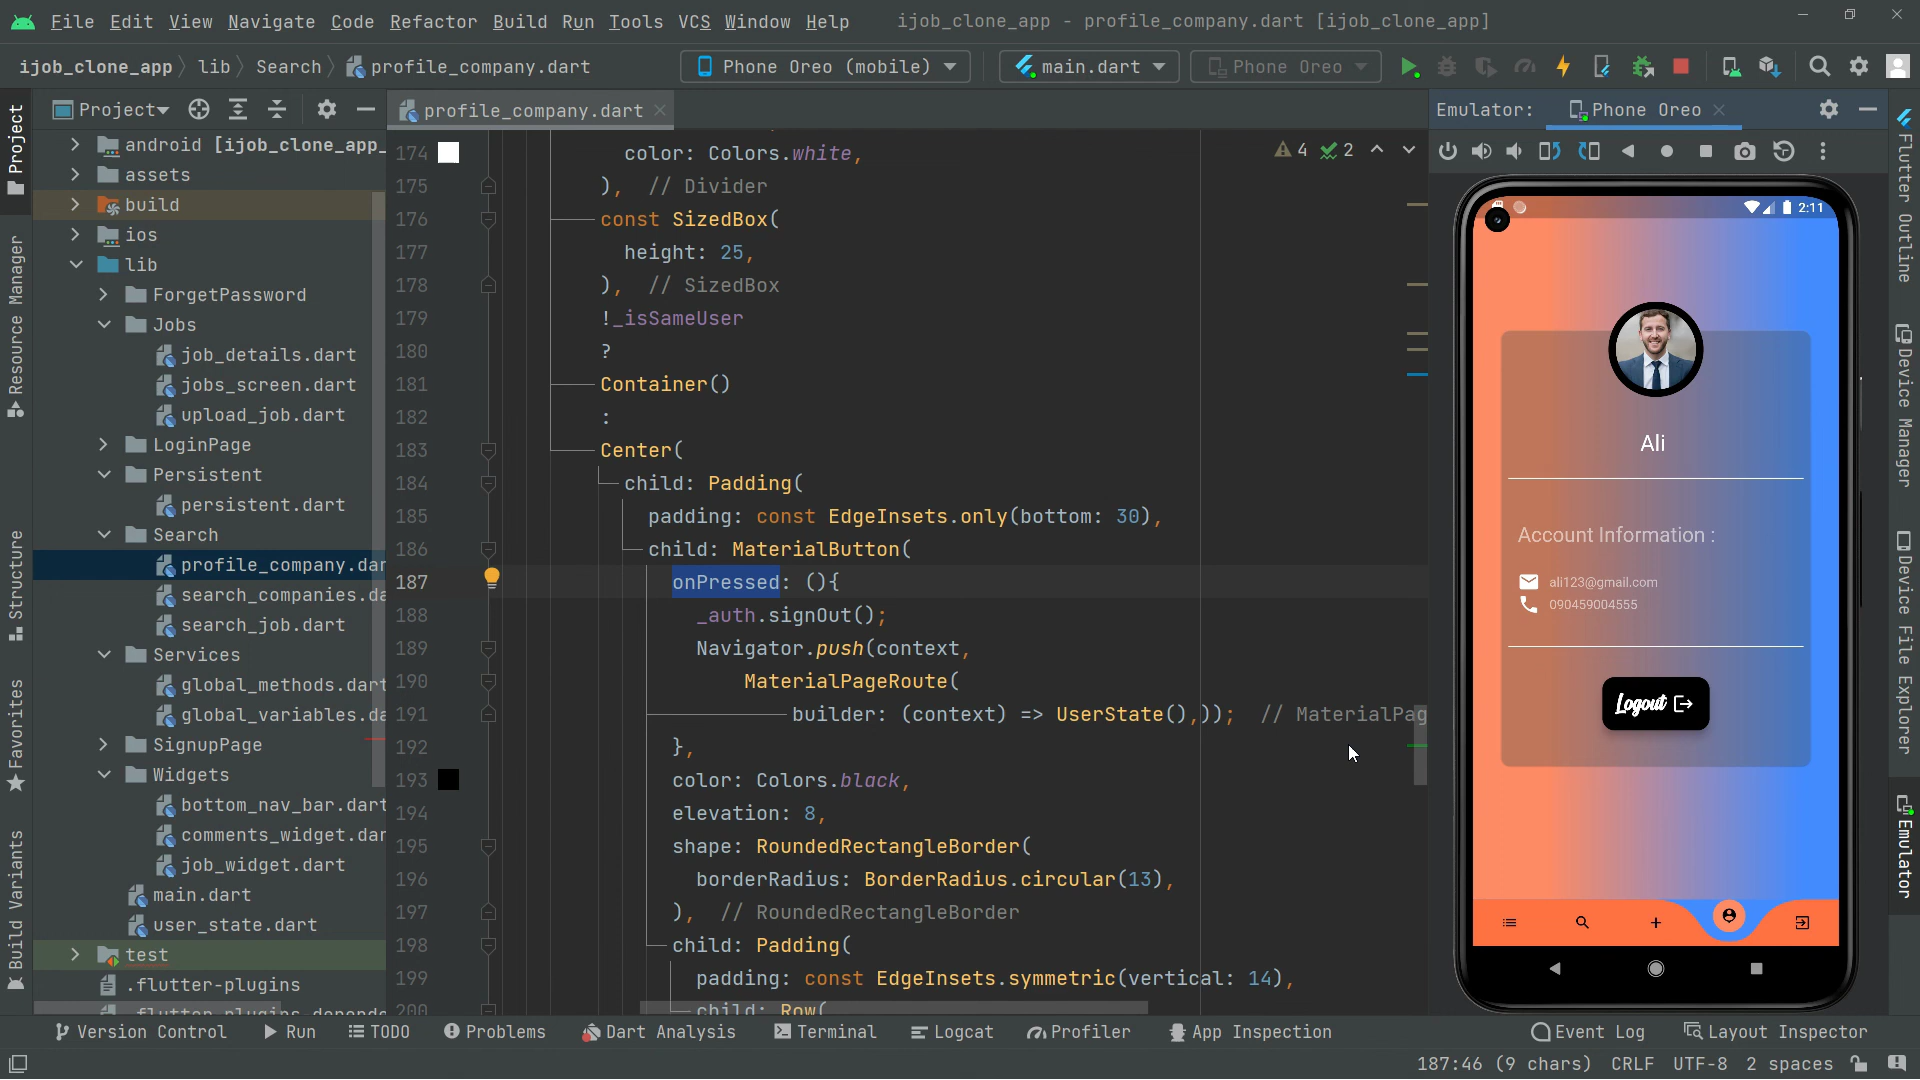 File Edit View Navigate Code Refactor Build Run Tools VCS Window Help ijob_clone_app - profile_company.dart [ijob_clone_app]
ijob_clone_app lib Search profile_company.dart Phone Oreo (mobile) main.dart Phone Oreo
Project profile_company.dart Emulator: Phone Oreo
android [ijob_clone_app_
assets
build
ios
lib
ForgetPassword
Jobs
job_details.dart
jobs_screen.dart
upload_job.dart
LoginPage
Persistent
persistent.dart
Search
profile_company.dar
search_companies.da
search_job.dart
Services
global_methods.dart
global_variables.da
SignupPage
Widgets
bottom_nav_bar.dart
comments_widget.dar
job_widget.dart
main.dart
user_state.dart
test
.flutter-plugins
.flutter-plugins-depende
Project
Resource Manager
Structure
Favorites
Build Variants
4 2
174 color: Colors.white,
175 ), // Divider
176 const SizedBox(
177 height: 25,
178 ), // SizedBox
179 !_isSameUser
180 ?
181 Container()
182 :
183 Center(
184 child: Padding(
185 padding: const EdgeInsets.only(bottom: 30),
186 child: MaterialButton(
187 onPressed: (){
188 _auth.signOut();
189 Navigator.push(context,
190 MaterialPageRoute(
191 builder: (context) => UserState(),)); // MaterialPag
192 },
193 color: Colors.black,
194 elevation: 8,
195 shape: RoundedRectangleBorder(
196 borderRadius: BorderRadius.circular(13),
197 ), // RoundedRectangleBorder
198 child: Padding(
199 padding: const EdgeInsets.symmetric(vertical: 14),
200 child: Row(
2:11
Ali
Account Information :
ali123@gmail.com
090459004555
Logout
Flutter Outline
Device Manager
Device File Explorer
Emulator
Version Control Run TODO Problems Dart Analysis Terminal Logcat Profiler App Inspection Event Log Layout Inspector
187:46 (9 chars) CRLF UTF-8 2 spaces